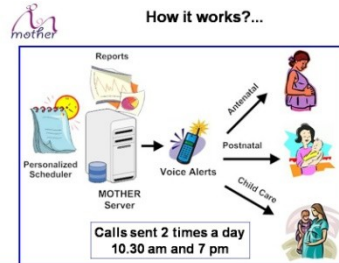 mother
How it works?...
Reports
Personalized
Scheduler
MOTHER
Server
Voice Alerts
Antenatal
Postnatal
Child Care
Calls sent 2 times a day
10.30 am and 7 pm